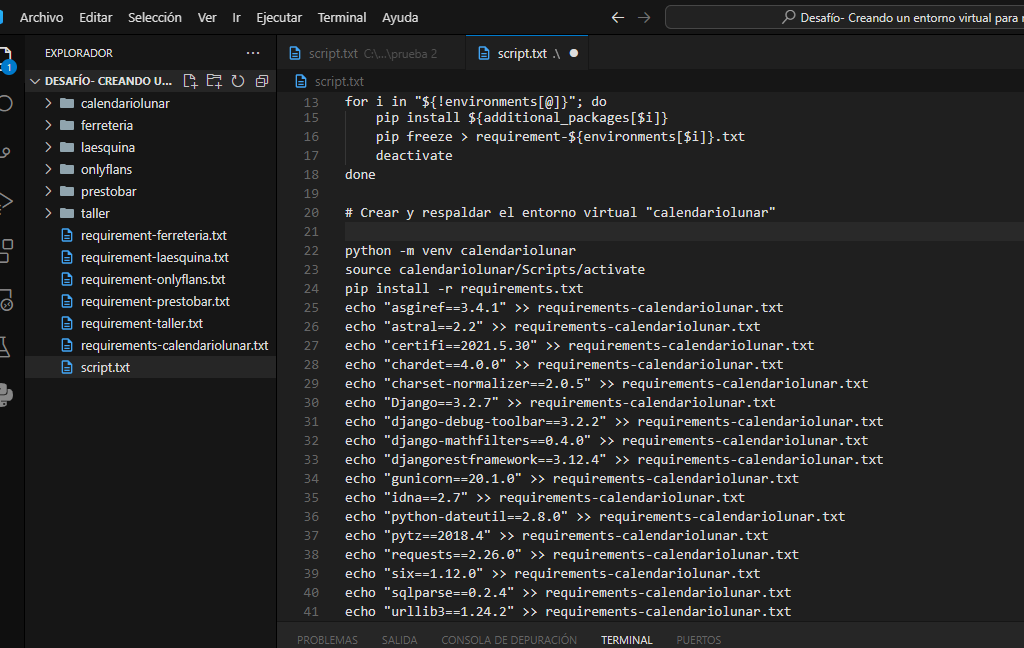 Archivo Editar Selección Ver Ir Ejecutar Terminal Ayuda
Desafío- Creando un entorno virtual para
EXPLORADOR
script.txt C:\...\prueba 2
script.txt .\
1
DESAFÍO- CREANDO U...
script.txt
calendariolunar
ferreteria
laesquina
onlyflans
prestobar
taller
requirement-ferreteria.txt
requirement-laesquina.txt
requirement-onlyflans.txt
requirement-prestobar.txt
requirement-taller.txt
requirements-calendariolunar.txt
script.txt
13 for i in "${!environments[@]}"; do
15 pip install ${additional_packages[$i]}
16 pip freeze > requirement-${environments[$i]}.txt
17 deactivate
18 done
19
20 # Crear y respaldar el entorno virtual "calendariolunar"
21
22 python -m venv calendariolunar
23 source calendariolunar/Scripts/activate
24 pip install -r requirements.txt
25 echo "asgiref==3.4.1" >> requirements-calendariolunar.txt
26 echo "astral==2.2" >> requirements-calendariolunar.txt
27 echo "certifi==2021.5.30" >> requirements-calendariolunar.txt
28 echo "chardet==4.0.0" >> requirements-calendariolunar.txt
29 echo "charset-normalizer==2.0.5" >> requirements-calendariolunar.txt
30 echo "Django==3.2.7" >> requirements-calendariolunar.txt
31 echo "django-debug-toolbar==3.2.2" >> requirements-calendariolunar.txt
32 echo "django-mathfilters==0.4.0" >> requirements-calendariolunar.txt
33 echo "djangorestframework==3.12.4" >> requirements-calendariolunar.txt
34 echo "gunicorn==20.1.0" >> requirements-calendariolunar.txt
35 echo "idna==2.7" >> requirements-calendariolunar.txt
36 echo "python-dateutil==2.8.0" >> requirements-calendariolunar.txt
37 echo "pytz==2018.4" >> requirements-calendariolunar.txt
38 echo "requests==2.26.0" >> requirements-calendariolunar.txt
39 echo "six==1.12.0" >> requirements-calendariolunar.txt
40 echo "sqlparse==0.2.4" >> requirements-calendariolunar.txt
41 echo "urllib3==1.24.2" >> requirements-calendariolunar.txt
PROBLEMAS SALIDA CONSOLA DE DEPURACIÓN TERMINAL PUERTOS